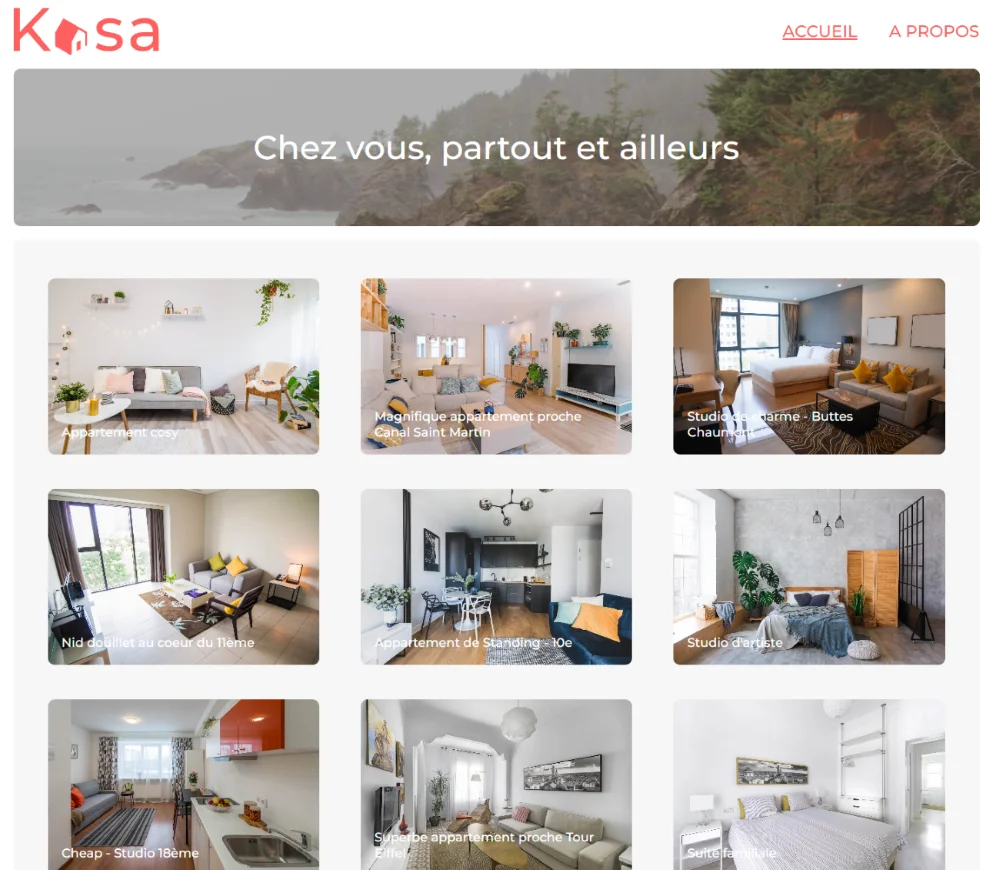 Kasa
ACCUEIL
A PROPOS
Chez vous, partout et ailleurs
Appartement cosy
Magnifique appartement proche
Canal Saint Martin
Studio de charme - Buttes
Chaumont
Nid douillet au coeur du 11ème
Appartement de Standing - 10e
Studio d'artiste
Cheap - Studio 18ème
Superbe appartement proche Tour
Eiffel
Suite familiale